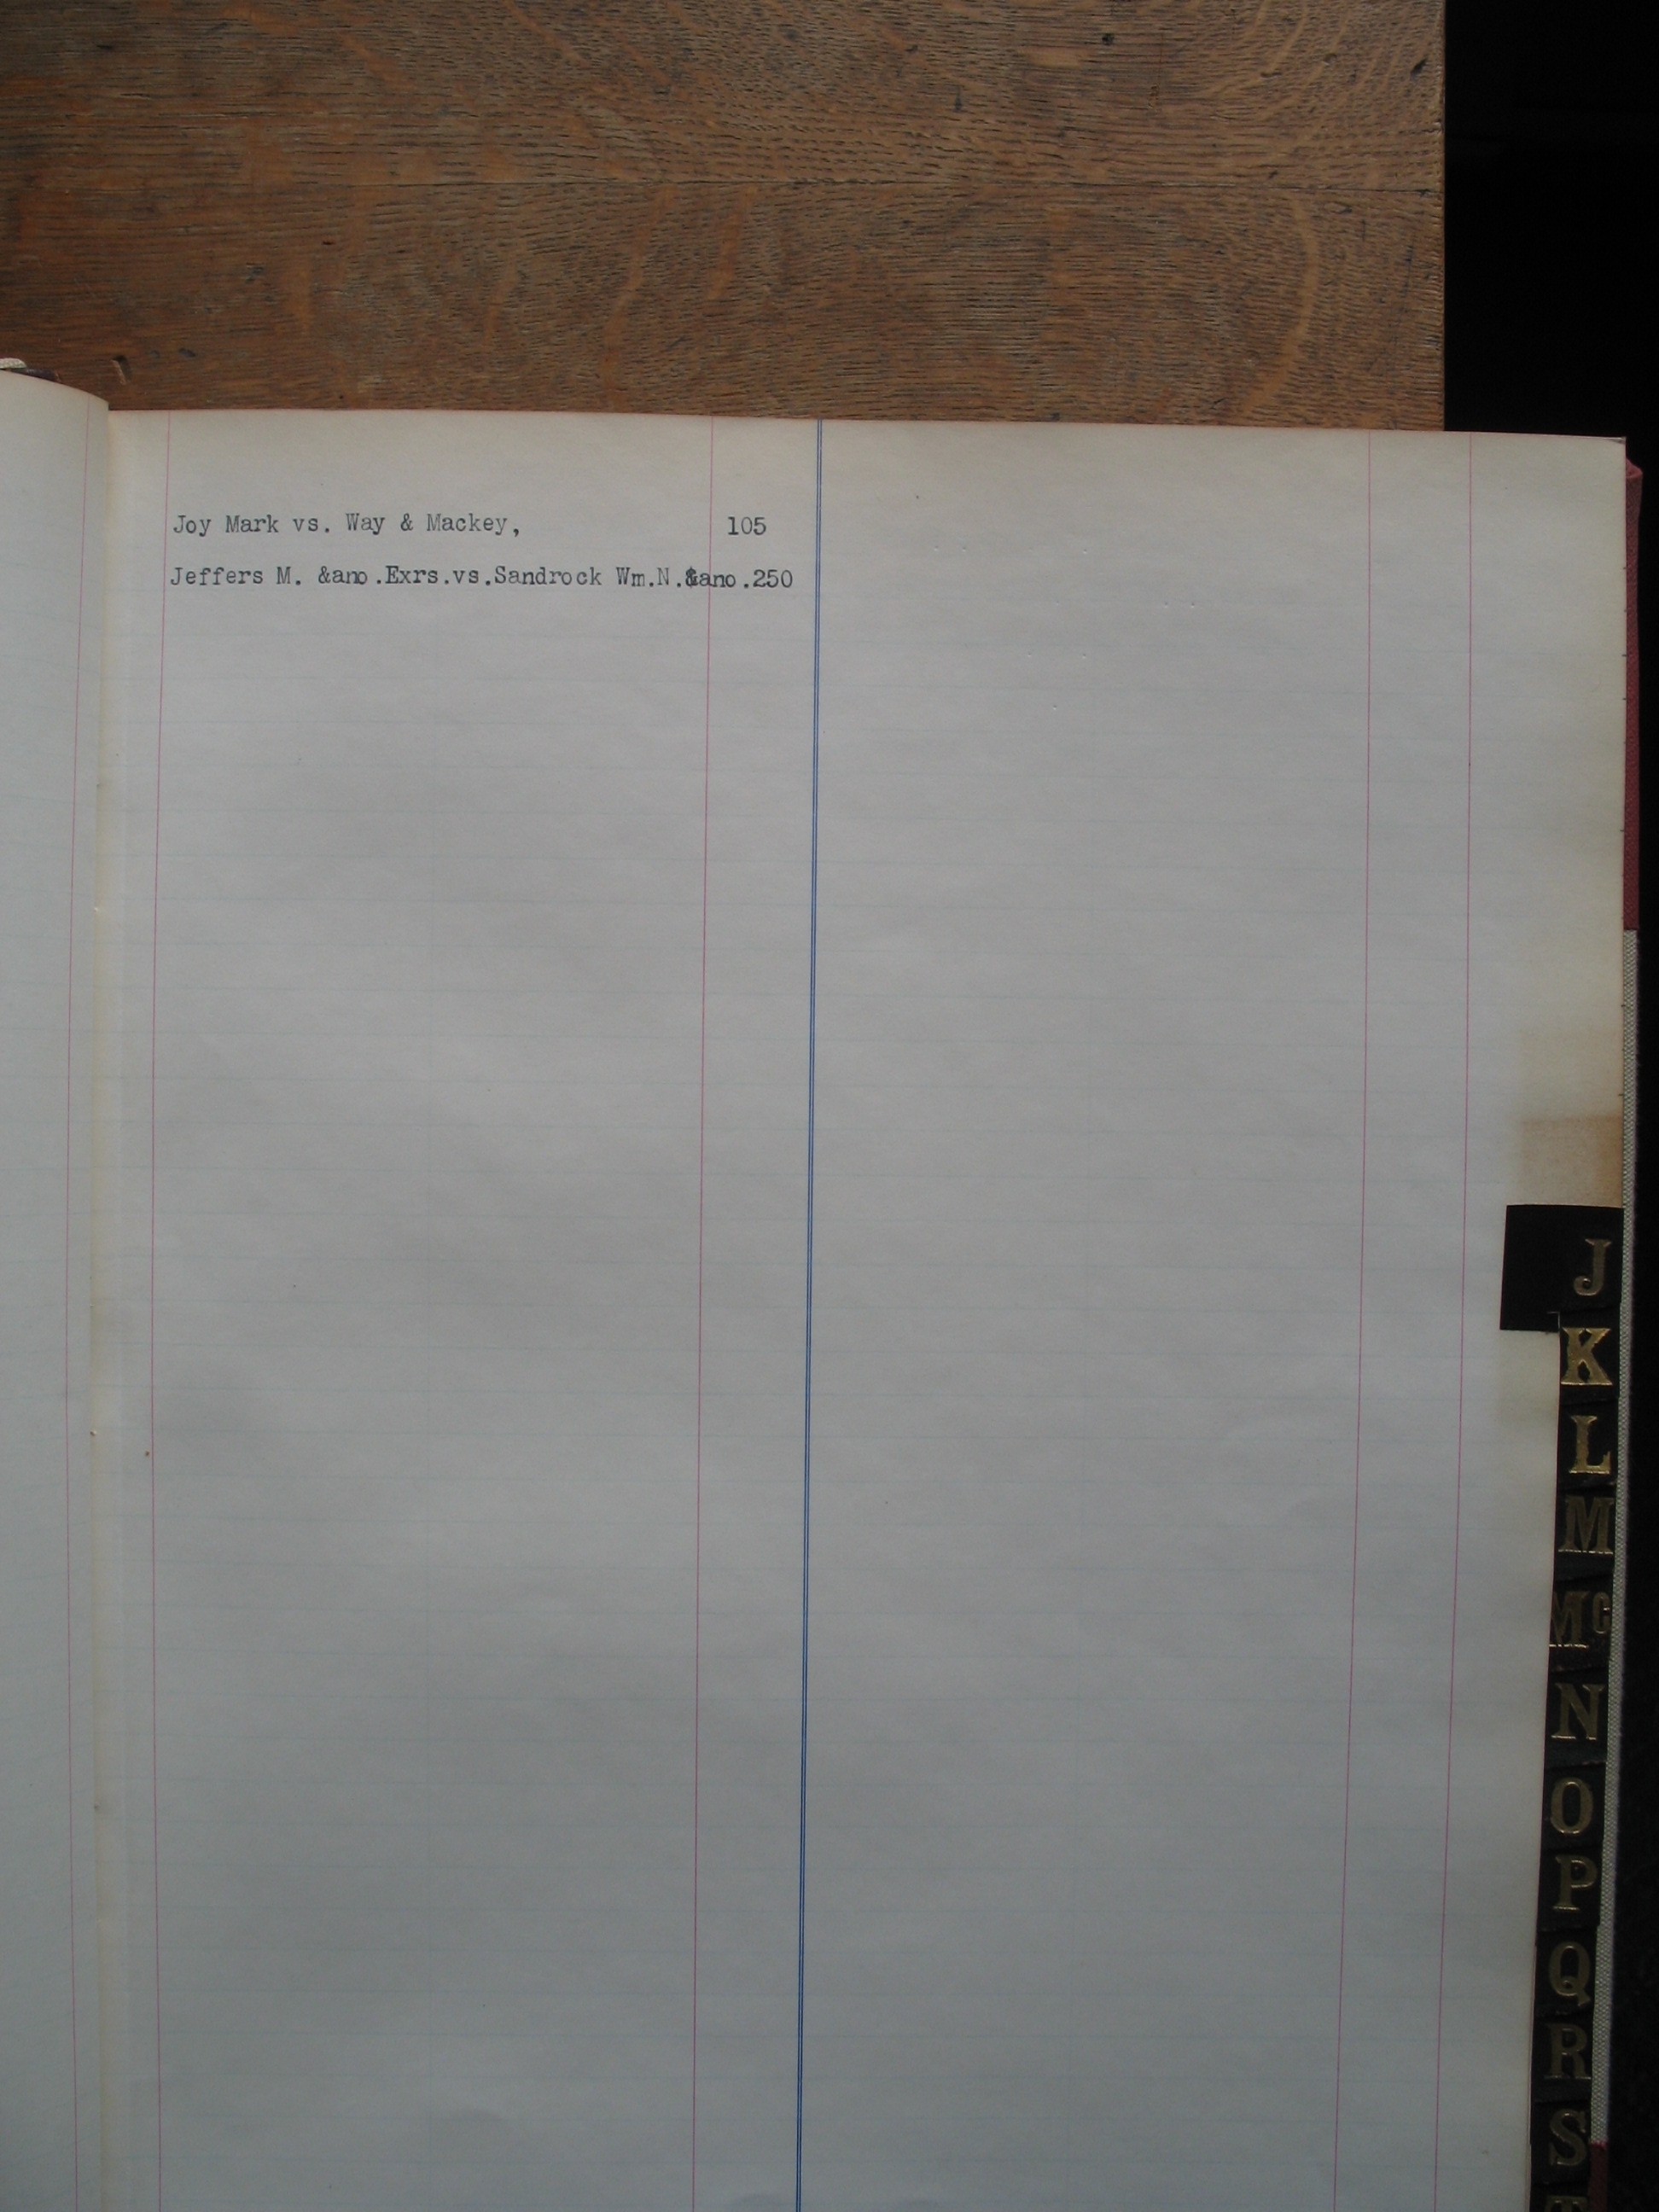 Joy Mark vs. Way & Mackey, 105
Jeffers M. &ano.Exrs.vs.Sandrock Wm.N.&ano.250
J
K
L
M
Mc
N
O
P
Q
R
S